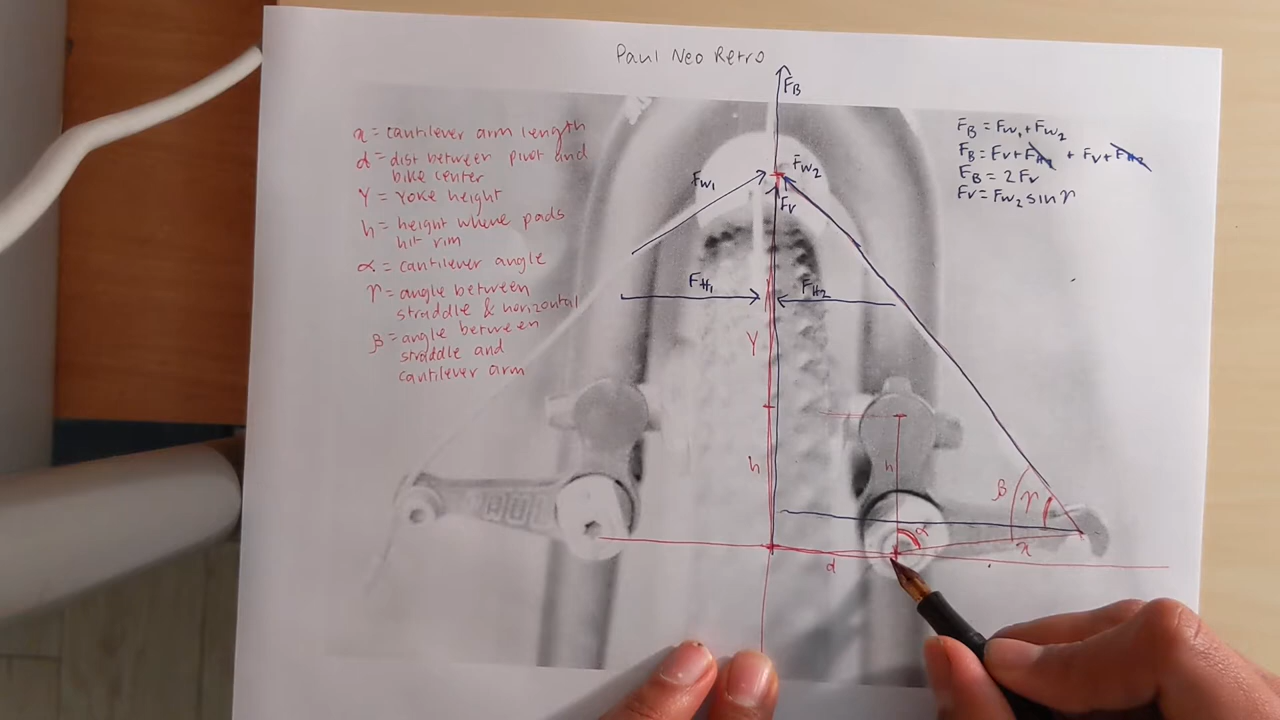 Paul Neo Retro
x = cantilever arm length
d = dist between pivot and
bike center
Y = Yoke height
h = height where pads
hit rim
α = cantilever angle
γ = angle between
straddle & horizontal
β = angle between
straddle and
cantilever arm
FB
FW1
FW2
FV
FH1
FH2
Y
h
h
β
γ
α
x
d
FB = FW1 + FW2
FB = FV + FH1 + FV + FH2
FB = 2FV
FV = FW2 sin γ